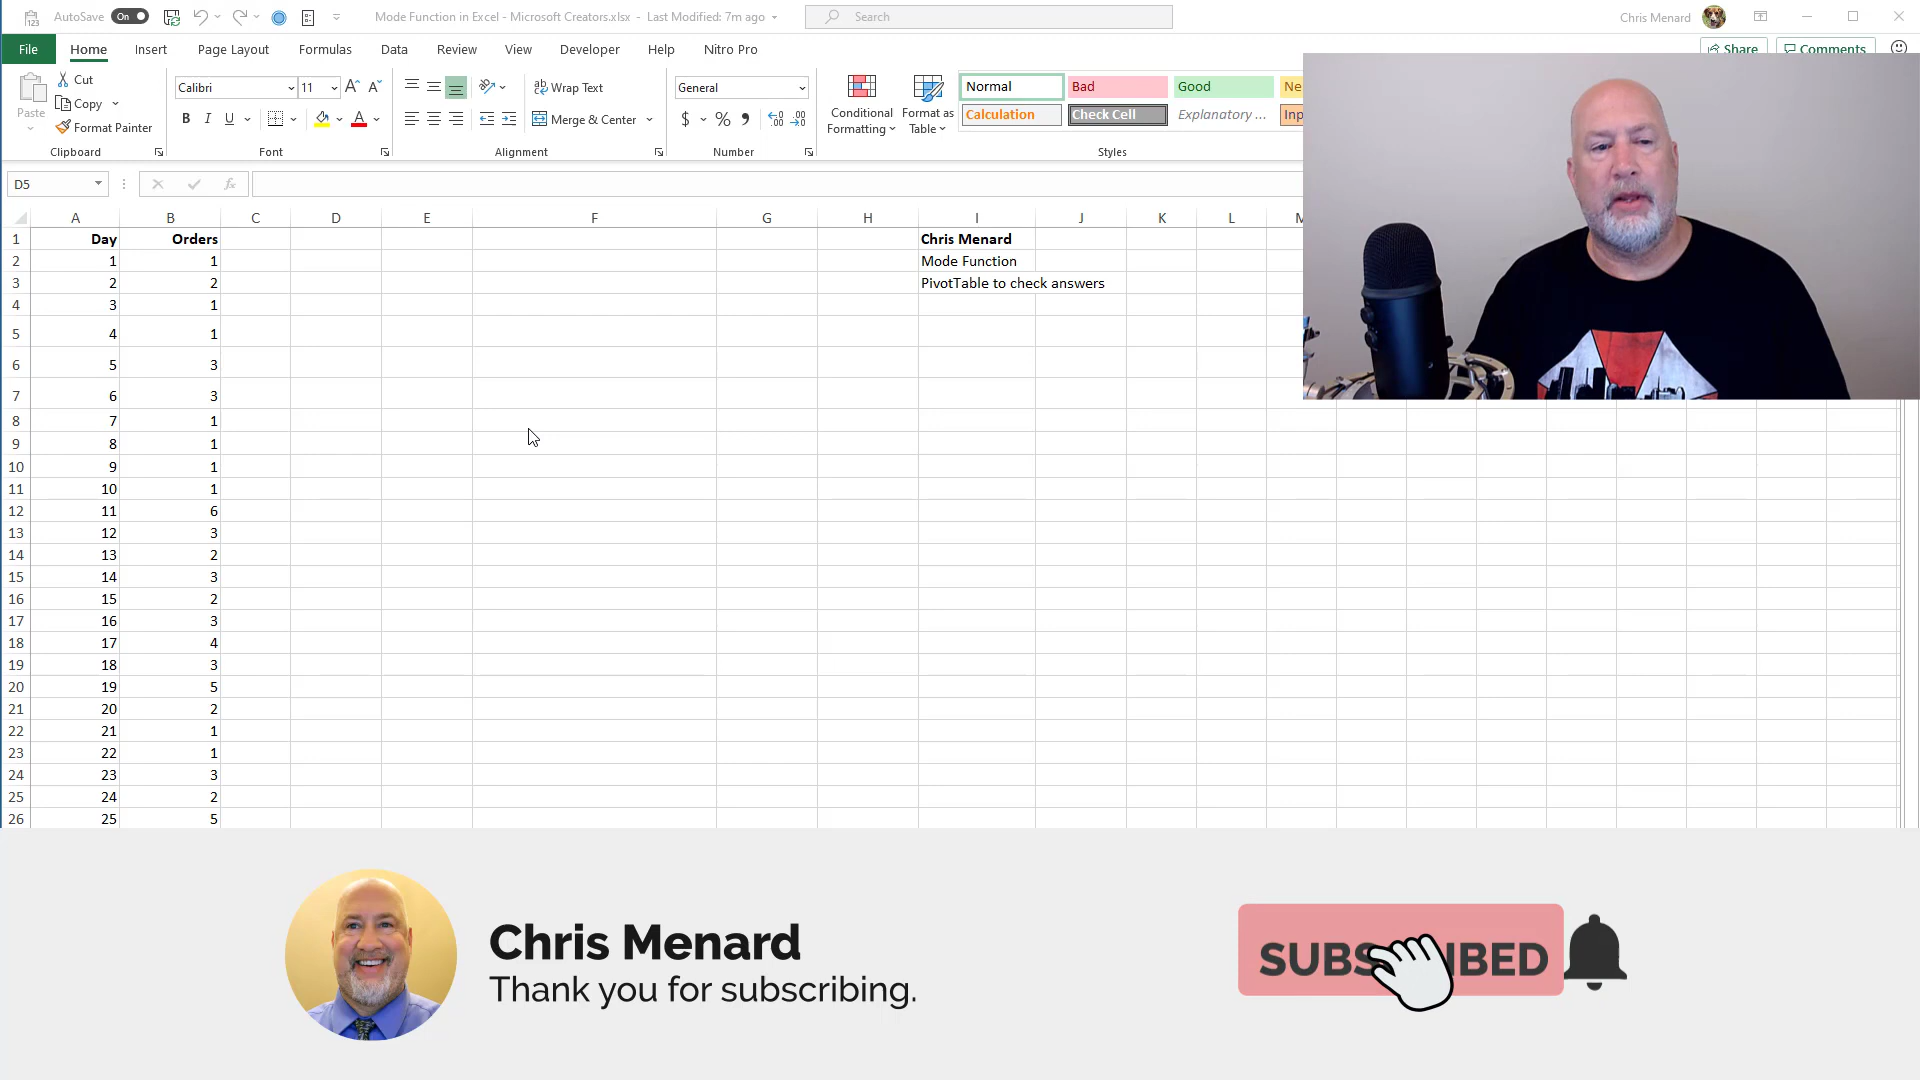 AutoSave On Mode Function in Excel - Microsoft Creators.xlsx - Last Modified: 7m ago Search Chris Menard
File Home Insert Page Layout Formulas Data Review View Developer Help Nitro Pro Share Comments
Paste Cut
Copy
Format Painter
Clipboard
Calibri 11
B I U A
Font
Wrap Text
Merge & Center
Alignment
General
$ %
Number
Conditional Formatting
Format as Table
Normal Bad Good Ne
Calculation Check Cell Explanatory ... Inp
Styles
D5 fx
A B C D E F G H I J K L M
1 Day Orders Chris Menard
2 1 1 Mode Function
3 2 2 PivotTable to check answers
4 3 1
5 4 1
6 5 3
7 6 3
8 7 1
9 8 1
10 9 1
11 10 1
12 11 6
13 12 3
14 13 2
15 14 3
16 15 2
17 16 3
18 17 4
19 18 3
20 19 5
21 20 2
22 21 1
23 22 1
24 23 3
25 24 2
26 25 5
Chris Menard
Thank you for subscribing.
SUBSCRIBED